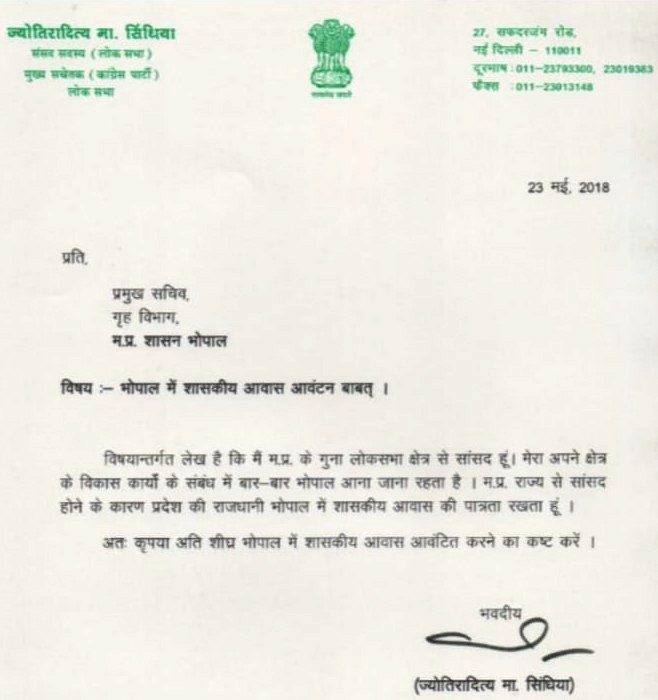 ज्योतिरादित्य मा. सिंधिया
संसद सदस्य ( लोक सभा )
मुख्य सचेतक ( कांग्रेस पार्टी )
लोक सभा
सत्यमेव जयते
27, सफदरजंग रोड,
नई दिल्ली – 110011
दूरभाष :011–23793300, 23019383
फैक्स :011–23013148
23 मई, 2018
प्रति,
प्रमुख सचिव,
गृह विभाग,
म.प्र. शासन भोपाल
विषय :– भोपाल में शासकीय आवास आवंटन बाबत् ।
विषयान्तर्गत लेख है कि मैं म.प्र. के गुना लोकसभा क्षेत्र से सांसद हूं। मेरा अपने क्षेत्र
के विकास कार्यों के संबंध में बार–बार भोपाल आना जाना रहता है । म.प्र. राज्य से सांसद
होने के कारण प्रदेश की राजधानी भोपाल में शासकीय आवास की पात्रता रखता हूं ।
अतः कृपया अति शीघ्र भोपाल में शासकीय आवास आवंटित करने का कष्ट करें ।
भवदीय
(ज्योतिरादित्य मा. सिंधिया)